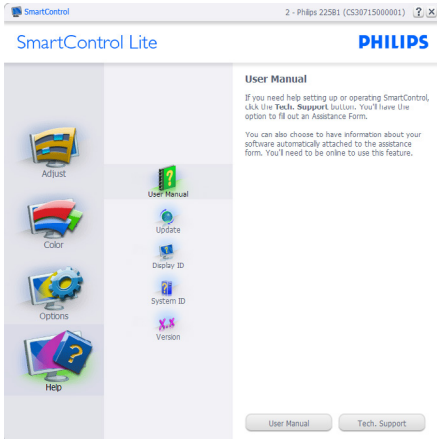 SmartControl
2 - Philips 225B1 (CS30715000001)
? X
SmartControl Lite
PHILIPS
Adjust
Color
Options
Help
User Manual
Update
Display ID
System ID
X.X
Version
User Manual
If you need help setting up or operating SmartControl,
click the Tech. Support button. You'll have the
option to fill out an Assistance Form.
You can also choose to have information about your
software automatically attached to the assistance
form. You'll need to be online to use this feature.
User Manual
Tech. Support